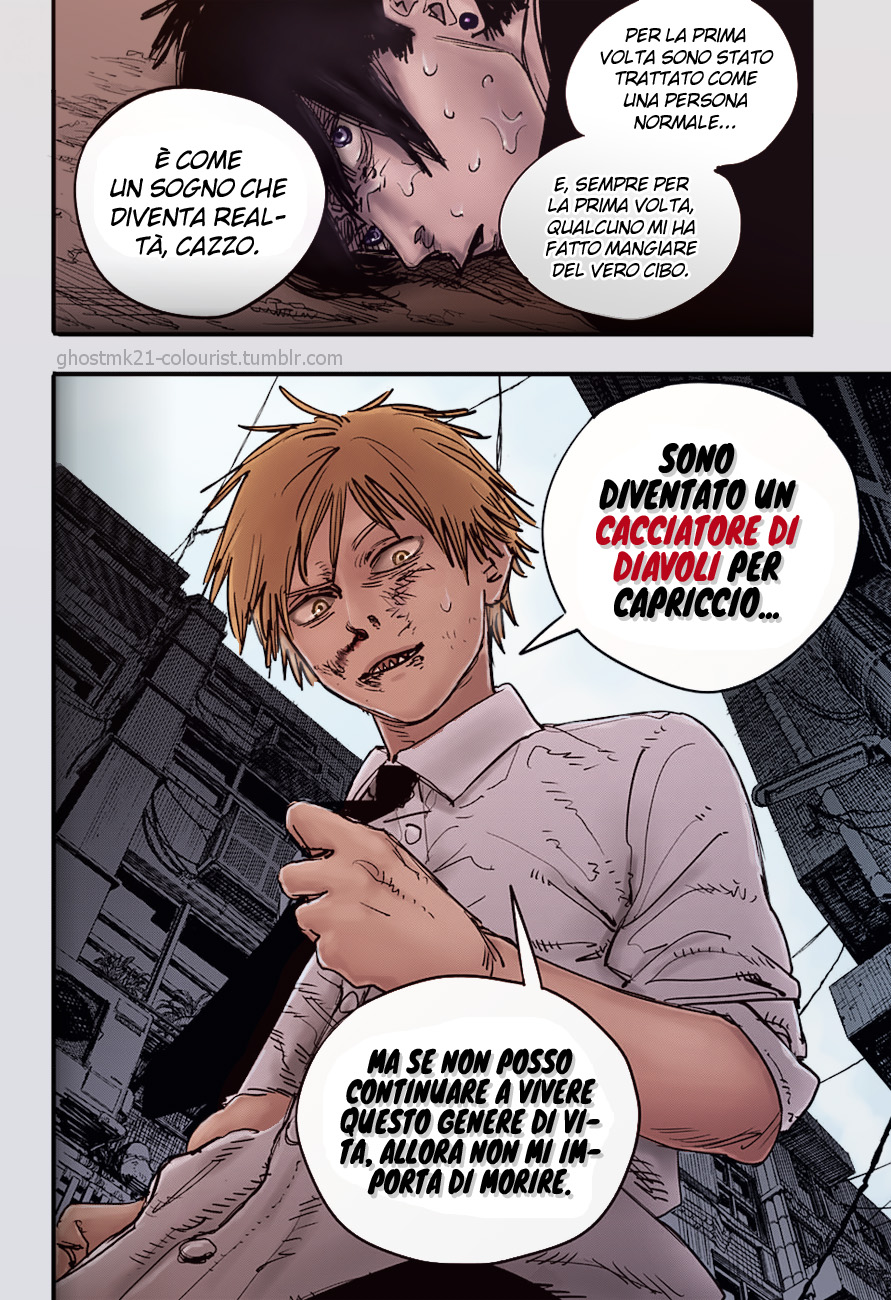 PER LA PRIMA
VOLTA SONO STATO
TRATTATO COME
UNA PERSONA
NORMALE...
E, SEMPRE PER
LA PRIMA VOLTA,
QUALCUNO MI HA
FATTO MANGIARE
DEL VERO CIBO.
È COME
UN SOGNO CHE
DIVENTA REAL-
TÀ, CAZZO.
ghostmk21-colourist.tumblr.com
SONO
DIVENTATO UN
CACCIATORE DI
DIAVOLI PER
CAPRICCIO...
MA SE NON POSSO
CONTINUARE A VIVERE
QUESTO GENERE DI VI-
TA, ALLORA NON MI IM-
PORTA DI MORIRE.